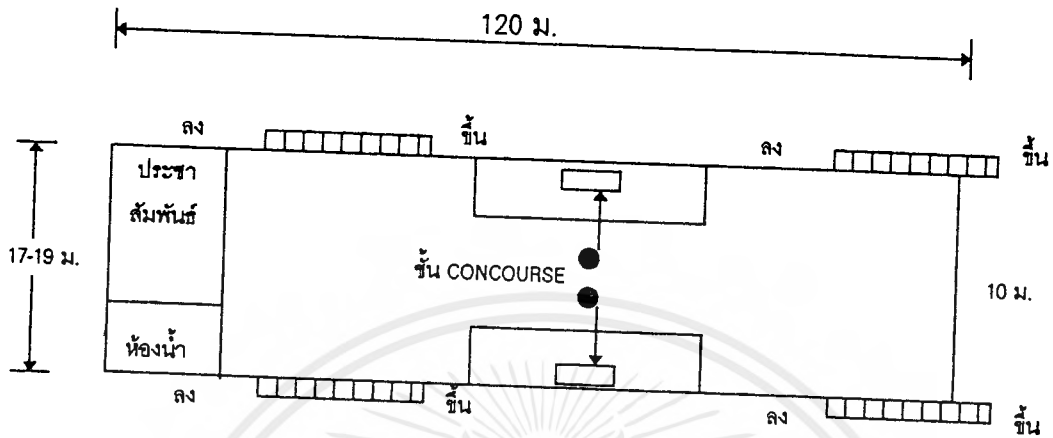 120 ม.
ลง
ขึ้น
ลง
ขึ้น
ประชา
สัมพันธ์
17-19 ม.
ชั้น CONCOURSE
10 ม.
ห้องน้ำ
ลง
ขึ้น
ลง
ขึ้น